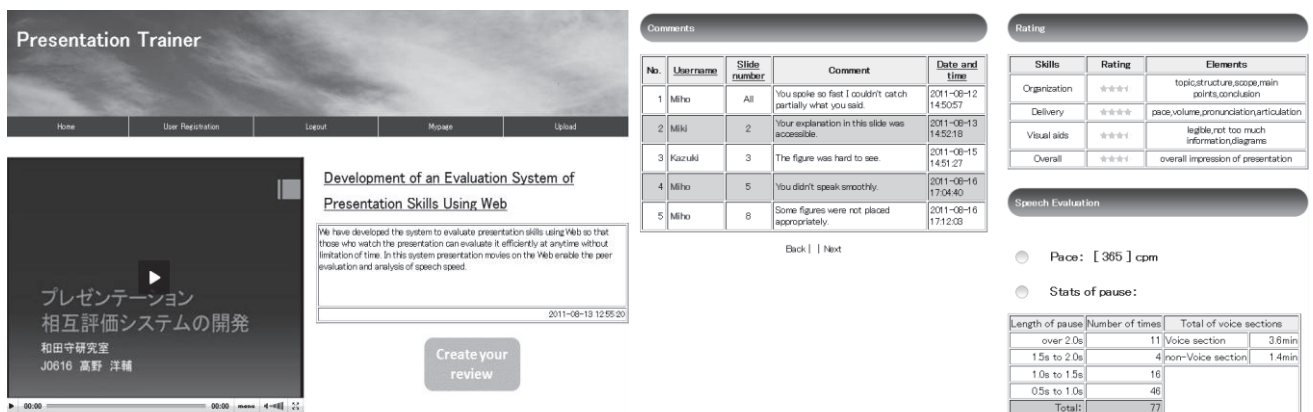 Presentation Trainer
Home User Registration Logout Mypage Upload
プレゼンテーション
相互評価システムの開発
和田守研究室
J0616 高野 洋輔
00:00 00:00 menu
Development of an Evaluation System of
Presentation Skills Using Web
We have developed the system to evaluate presentation skills using Web so that
those who watch the presentation can evaluate it efficiently at anytime without
limitation of time. In this system presentation movies on the Web enable the peer
evaluation and analysis of speech speed.
2011-08-13 12:55:20
Create your
review
Comments
No. Username Slide number Comment Date and time
1 Miho All You spoke so fast I couldn't catch partially what you said. 2011-08-12 14:50:57
2 Miki 2 Your explanation in this slide was accessible. 2011-08-13 14:52:18
3 Kazuki 3 The figure was hard to see. 2011-08-15 14:51:27
4 Miho 5 You didn't speak smoothly. 2011-08-16 17:04:40
5 Miho 8 Some figures were not placed appropriately. 2011-08-16 17:12:03
Back | | Next
Rating
Skills Rating Elements
Organization topic,structure,scope,main points,conclusion
Delivery pace,volume,pronunciation,articulation
Visual aids legible,not too much information,diagrams
Overall overall impression of presentation
Speech Evaluation
Pace: [ 365 ] cpm
Stats of pause:
Length of pause Number of times Total of voice sections
over 2.0s 11 Voice section 3.6min
1.5s to 2.0s 4 non-Voice section 1.4min
1.0s to 1.5s 16
0.5s to 1.0s 46
Total: 77